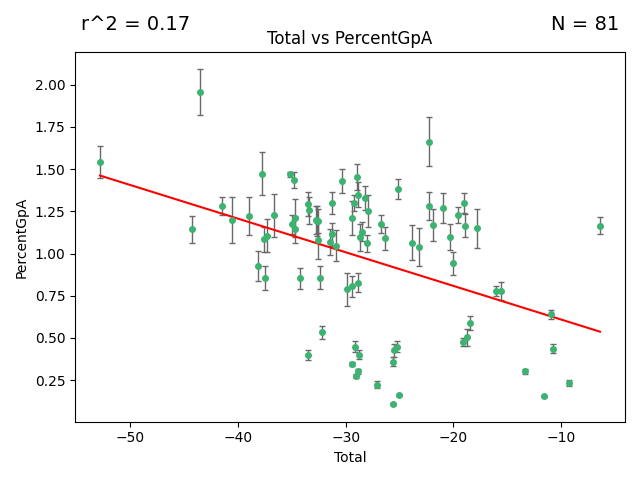 r^2 = 0.17
N = 81
Total vs PercentGpA
PercentGpA
2.00
1.75
1.50
1.25
1.00
0.75
0.50
0.25
−50
−40
−30
−20
−10
Total